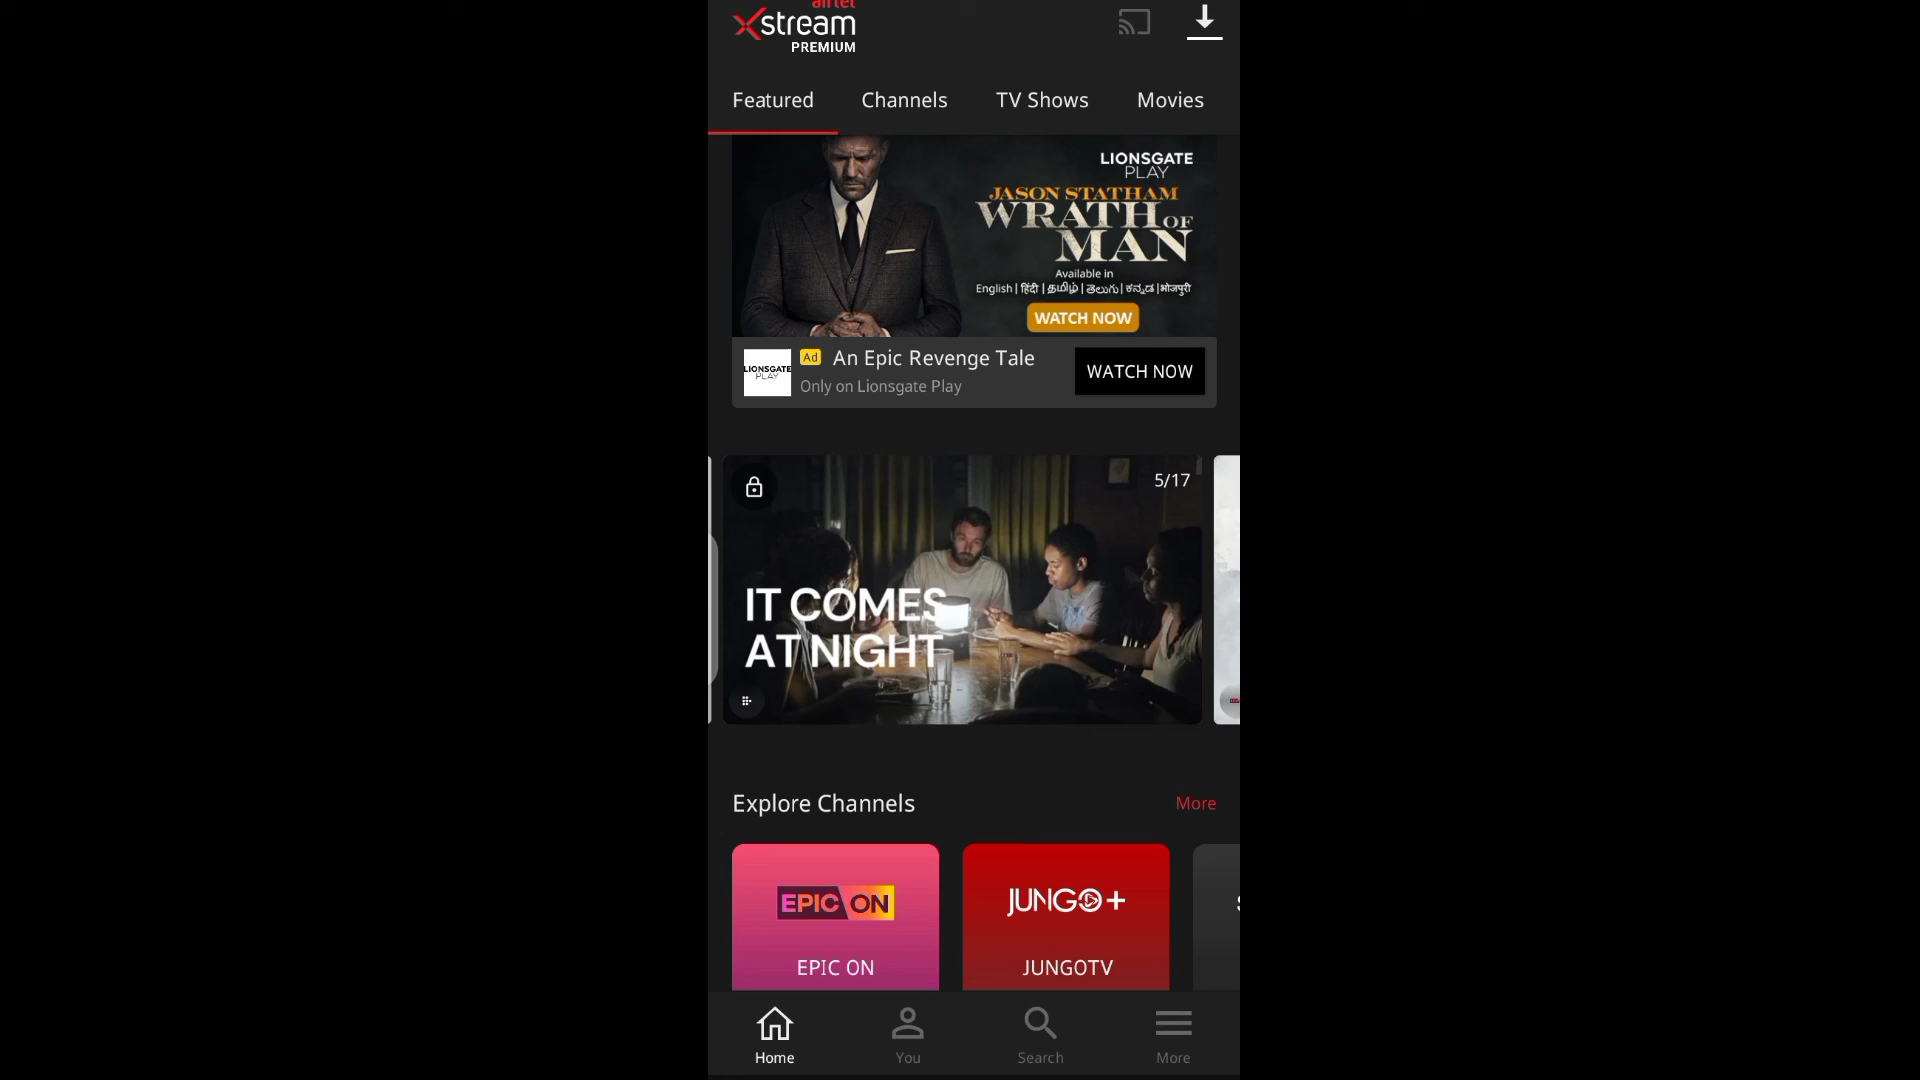 airtel
Xstream
PREMIUM
Featured
Channels
TV Shows
Movies
LIONSGATE
PLAY
JASON STATHAM
WRATH OF
MAN
Available in
English | हिंदी | தமிழ் | తెలుగు | ಕನ್ನಡ | भोजपुरी
WATCH NOW
LIONSGATE
PLAY
Ad An Epic Revenge Tale
Only on Lionsgate Play
WATCH NOW
5/17
IT COMES
AT NIGHT
Explore Channels
More
EPIC ON
EPIC ON
JUNGO+
JUNGOTV
Home
You
Search
More